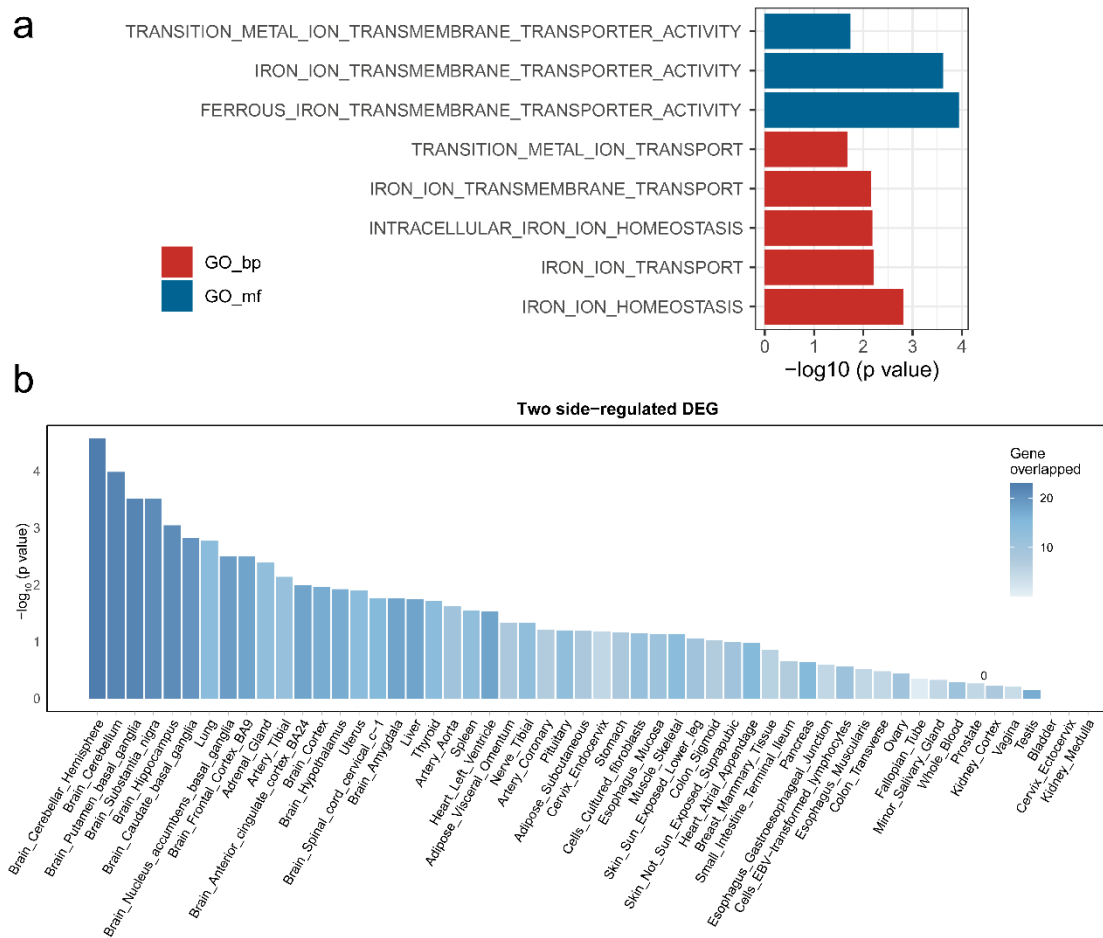 a
TRANSITION_METAL_ION_TRANSMEMBRANE_TRANSPORTER_ACTIVITY
IRON_ION_TRANSMEMBRANE_TRANSPORTER_ACTIVITY
FERROUS_IRON_TRANSMEMBRANE_TRANSPORTER_ACTIVITY
TRANSITION_METAL_ION_TRANSPORT
IRON_ION_TRANSMEMBRANE_TRANSPORT
INTRACELLULAR_IRON_ION_HOMEOSTASIS
IRON_ION_TRANSPORT
IRON_ION_HOMEOSTASIS
GO_bp
GO_mf
0 1 2 3 4
−log10 (p value)
b
Two side−regulated DEG
Gene
overlapped
20
10
−log10 (p value)
4
3
2
1
0
0
Brain_Cerebellar_Hemisphere
Brain_Cerebellum
Brain_Putamen_basal_ganglia
Brain_Substantia_nigra
Brain_Hippocampus
Brain_Caudate_basal_ganglia
Lung
Brain_Nucleus_accumbens_basal_ganglia
Brain_Frontal_Cortex_BA9
Adrenal_Gland
Artery_Tibial
Brain_Anterior_cingulate_cortex_BA24
Brain_Cortex
Brain_Hypothalamus
Uterus
Brain_Spinal_cord_cervical_c−1
Brain_Amygdala
Liver
Thyroid
Artery_Aorta
Spleen
Heart_Left_Ventricle
Adipose_Visceral_Omentum
Nerve_Tibial
Artery_Coronary
Pituitary
Adipose_Subcutaneous
Cervix_Endocervix
Stomach
Cells_Cultured_fibroblasts
Esophagus_Mucosa
Muscle_Skeletal
Skin_Sun_Exposed_Lower_leg
Colon_Sigmoid
Skin_Not_Sun_Exposed_Suprapubic
Heart_Atrial_Appendage
Breast_Mammary_Tissue
Small_Intestine_Terminal_Ileum
Pancreas
Esophagus_Gastroesophageal_Junction
Cells_EBV−transformed_lymphocytes
Esophagus_Muscularis
Colon_Transverse
Ovary
Fallopian_Tube
Minor_Salivary_Gland
Whole_Blood
Prostate
Kidney_Cortex
Vagina
Testis
Bladder
Cervix_Ectocervix
Kidney_Medulla